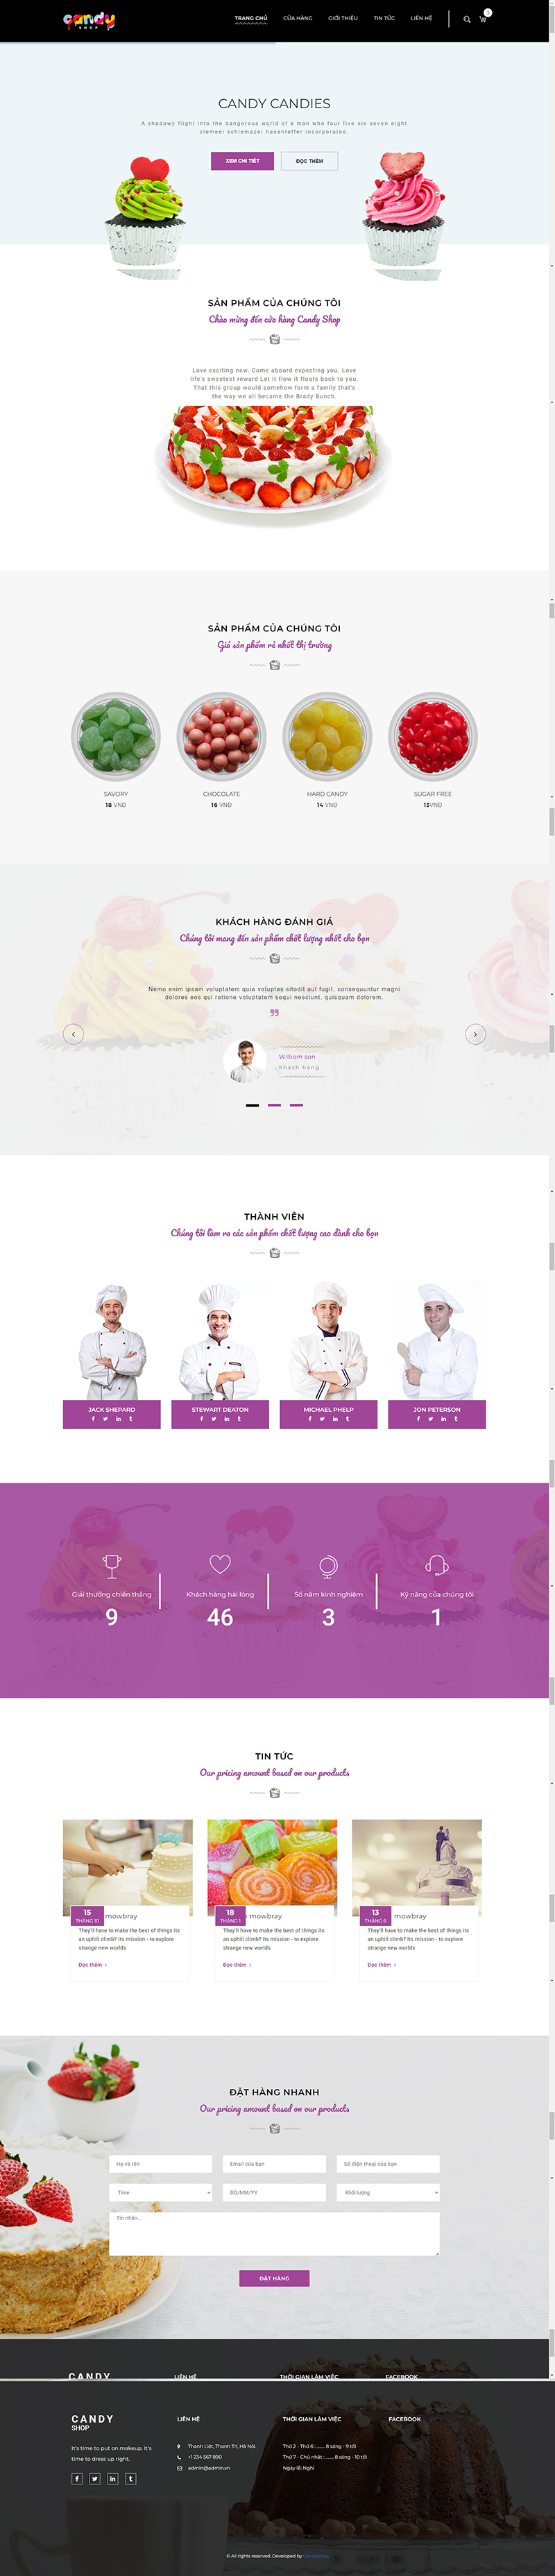 candy
SHOP
TRANG CHỦ CỬA HÀNG GIỚI THIỆU TIN TỨC LIÊN HỆ
CANDY CANDIES
A shadowy flight into the dangerous world of a man who four five six seven eight
slemeel schlemazel hasenfeffer incorporated.
XEM CHI TIẾT ĐỌC THÊM
SẢN PHẨM CỦA CHÚNG TÔI
Chào mừng đến cửa hàng Candy Shop
Love exciting new. Come aboard expecting you. Love
life's sweetest reward Let it flow it floats back to you.
That this group would somehow form a family that's
the way we all became the Brady Bunch.
SẢN PHẨM CỦA CHÚNG TÔI
Giá sản phẩm rẻ nhất thị trường
SAVORY CHOCOLATE HARD CANDY SUGAR FREE
18 VND 16 VND 14 VND 13VND
KHÁCH HÀNG ĐÁNH GIÁ
Chúng tôi mang đến sản phẩm chất lượng nhất cho bạn
Nemo enim ipsam voluptatem quia voluptas sitodit aut fugit, consequuntur magni
dolores eos qui ratione voluptatem sequi nesciunt, quisquam dolorem.
William son
Khách hàng
THÀNH VIÊN
Chúng tôi làm ra các sản phẩm chất lượng cao dành cho bạn
JACK SHEPARD STEWART DEATON MICHAEL PHELP JON PETERSON
Giải thưởng chiến thắng Khách hàng hài lòng Số năm kinh nghiệm Kỹ năng của chúng tôi
9 46 3 1
TIN TỨC
Our pricing amount based on our products
15
THÁNG 10
mowbray
They'll have to make the best of things its
an uphill climb? Its mission - to explore
strange new worlds
Đọc thêm
18
THÁNG 1
mowbray
They'll have to make the best of things its
an uphill climb? Its mission - to explore
strange new worlds
Đọc thêm
13
THÁNG 6
mowbray
They'll have to make the best of things its
an uphill climb? Its mission - to explore
strange new worlds
Đọc thêm
ĐẶT HÀNG NHANH
Our pricing amount based on our products
Họ và tên Email của bạn Số điện thoại của bạn
Time DD/MM/YY Khối lượng
Tin nhắn...
ĐẶT HÀNG
CANDY LIÊN HỆ THỜI GIAN LÀM VIỆC FACEBOOK
CANDY
SHOP
It's time to put on makeup. It's
time to dress up right.
LIÊN HỆ
Thanh Liệt, Thanh Trì, Hà Nội.
+1 234 567 890
admin@admin.vn
THỜI GIAN LÀM VIỆC
Thứ 2 - Thứ 6 : ....... 8 sáng - 9 tối
Thứ 7 - Chủ nhật : ....... 8 sáng - 10 tối
Ngày lễ: Nghỉ
FACEBOOK
© All rights reserved. Developed by